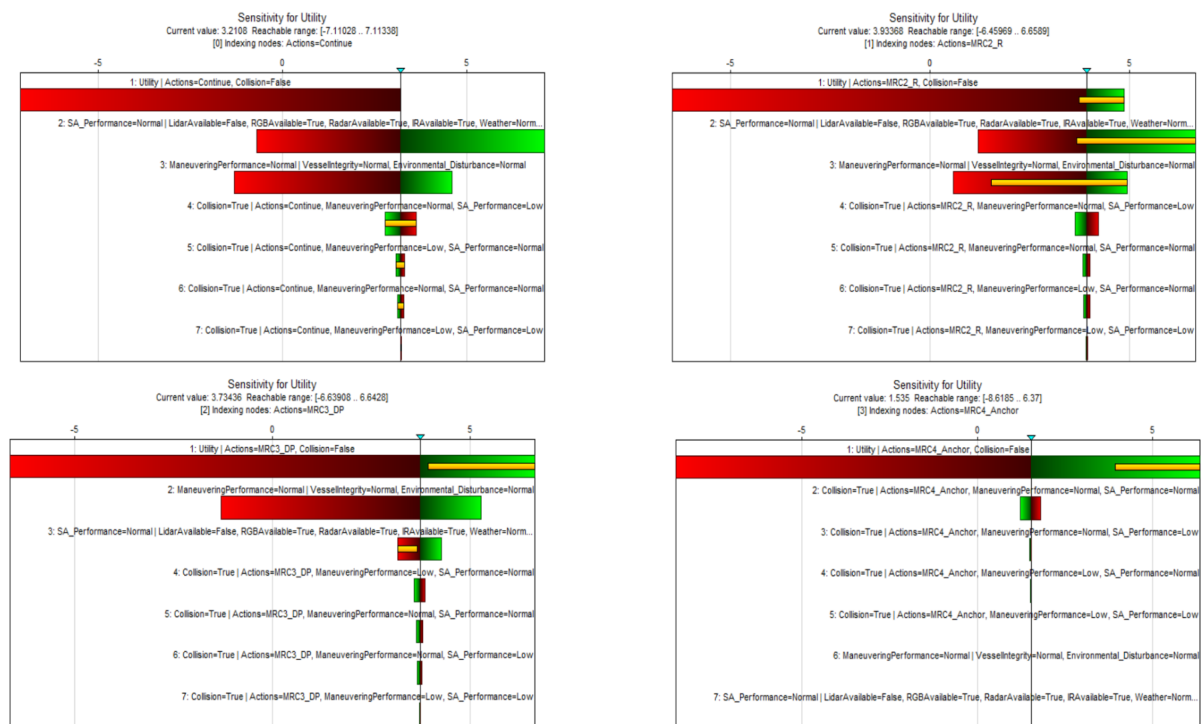 Sensitivity for Utility
Current value: 3.2108 Reachable range: [-7.11028 .. 7.11338]
[0] Indexing nodes: Actions=Continue
-5 0 5
1: Utility | Actions=Continue, Collision=False
2: SA_Performance=Normal | LidarAvailable=False, RGBAvailable=True, RadarAvailable=True, IRAvailable=True, Weather=Norm...
3: ManeuveringPerformance=Normal | VesselIntegrity=Normal, Environmental_Disturbance=Normal
4: Collision=True | Actions=Continue, ManeuveringPerformance=Normal, SA_Performance=Low
5: Collision=True | Actions=Continue, ManeuveringPerformance=Low, SA_Performance=Normal
6: Collision=True | Actions=Continue, ManeuveringPerformance=Normal, SA_Performance=Normal
7: Collision=True | Actions=Continue, ManeuveringPerformance=Low, SA_Performance=Low
Sensitivity for Utility
Current value: 3.93368 Reachable range: [-6.45969 .. 6.6589]
[1] Indexing nodes: Actions=MRC2_R
-5 0 5
1: Utility | Actions=MRC2_R, Collision=False
2: SA_Performance=Normal | LidarAvailable=False, RGBAvailable=True, RadarAvailable=True, IRAvailable=True, Weather=Norm...
3: ManeuveringPerformance=Normal | VesselIntegrity=Normal, Environmental_Disturbance=Normal
4: Collision=True | Actions=MRC2_R, ManeuveringPerformance=Normal, SA_Performance=Low
5: Collision=True | Actions=MRC2_R, ManeuveringPerformance=Normal, SA_Performance=Normal
6: Collision=True | Actions=MRC2_R, ManeuveringPerformance=Low, SA_Performance=Normal
7: Collision=True | Actions=MRC2_R, ManeuveringPerformance=Low, SA_Performance=Low
Sensitivity for Utility
Current value: 3.73436 Reachable range: [-6.63908 .. 6.6428]
[2] Indexing nodes: Actions=MRC3_DP
-5 0 5
1: Utility | Actions=MRC3_DP, Collision=False
2: ManeuveringPerformance=Normal | VesselIntegrity=Normal, Environmental_Disturbance=Normal
3: SA_Performance=Normal | LidarAvailable=False, RGBAvailable=True, RadarAvailable=True, IRAvailable=True, Weather=Norm...
4: Collision=True | Actions=MRC3_DP, ManeuveringPerformance=Low, SA_Performance=Normal
5: Collision=True | Actions=MRC3_DP, ManeuveringPerformance=Normal, SA_Performance=Normal
6: Collision=True | Actions=MRC3_DP, ManeuveringPerformance=Normal, SA_Performance=Low
7: Collision=True | Actions=MRC3_DP, ManeuveringPerformance=Low, SA_Performance=Low
Sensitivity for Utility
Current value: 1.535 Reachable range: [-8.6185 .. 6.37]
[3] Indexing nodes: Actions=MRC4_Anchor
-5 0 5
1: Utility | Actions=MRC4_Anchor, Collision=False
2: Collision=True | Actions=MRC4_Anchor, ManeuveringPerformance=Normal, SA_Performance=Normal
3: Collision=True | Actions=MRC4_Anchor, ManeuveringPerformance=Normal, SA_Performance=Low
4: Collision=True | Actions=MRC4_Anchor, ManeuveringPerformance=Low, SA_Performance=Normal
5: Collision=True | Actions=MRC4_Anchor, ManeuveringPerformance=Low, SA_Performance=Low
6: ManeuveringPerformance=Normal | VesselIntegrity=Normal, Environmental_Disturbance=Normal
7: SA_Performance=Normal | LidarAvailable=False, RGBAvailable=True, RadarAvailable=True, IRAvailable=True, Weather=Norm...